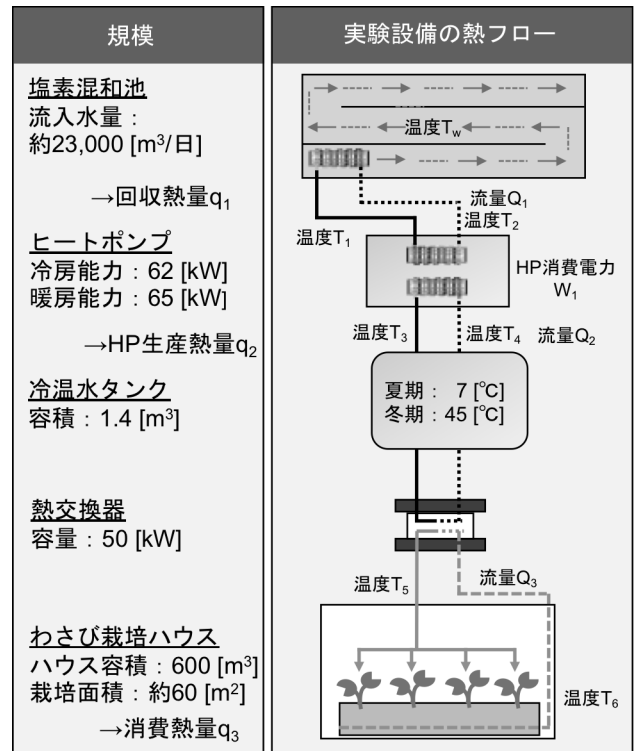 規模
塩素混和池
流入水量：
約23,000 [m³/日]
→回収熱量q₁
ヒートポンプ
冷房能力：62 [kW]
暖房能力：65 [kW]
→HP生産熱量q₂
冷温水タンク
容積：1.4 [m³]
熱交換器
容量：50 [kW]
わさび栽培ハウス
ハウス容積：600 [m³]
栽培面積：約60 [m²]
→消費熱量q₃
実験設備の熱フロー
温度Tw
流量Q₁
温度T₂
温度T₁
HP消費電力
W₁
温度T₃
温度T₄
流量Q₂
夏期： 7 [℃]
冬期：45 [℃]
温度T₅
流量Q₃
温度T₆